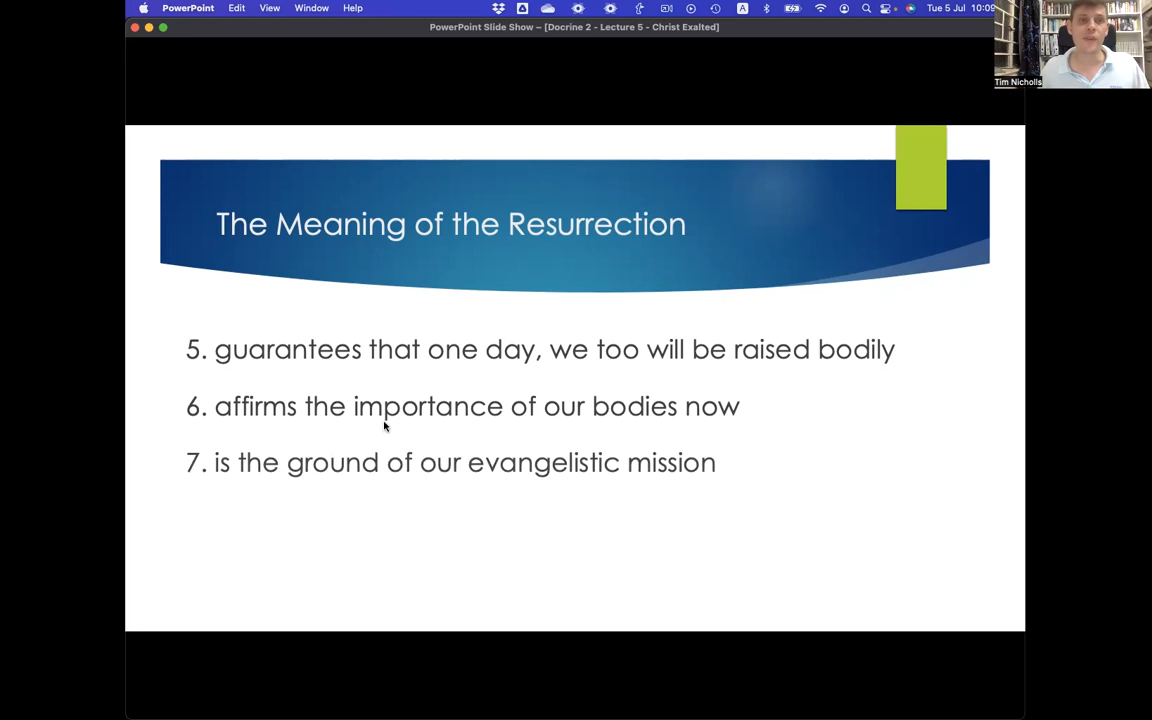 PowerPoint Edit View Window Help A Tue 5 Jul 10:09
PowerPoint Slide Show – [Docrine 2 - Lecture 5 - Christ Exalted]
Tim Nicholls
The Meaning of the Resurrection
5. guarantees that one day, we too will be raised bodily
6. affirms the importance of our bodies now
7. is the ground of our evangelistic mission